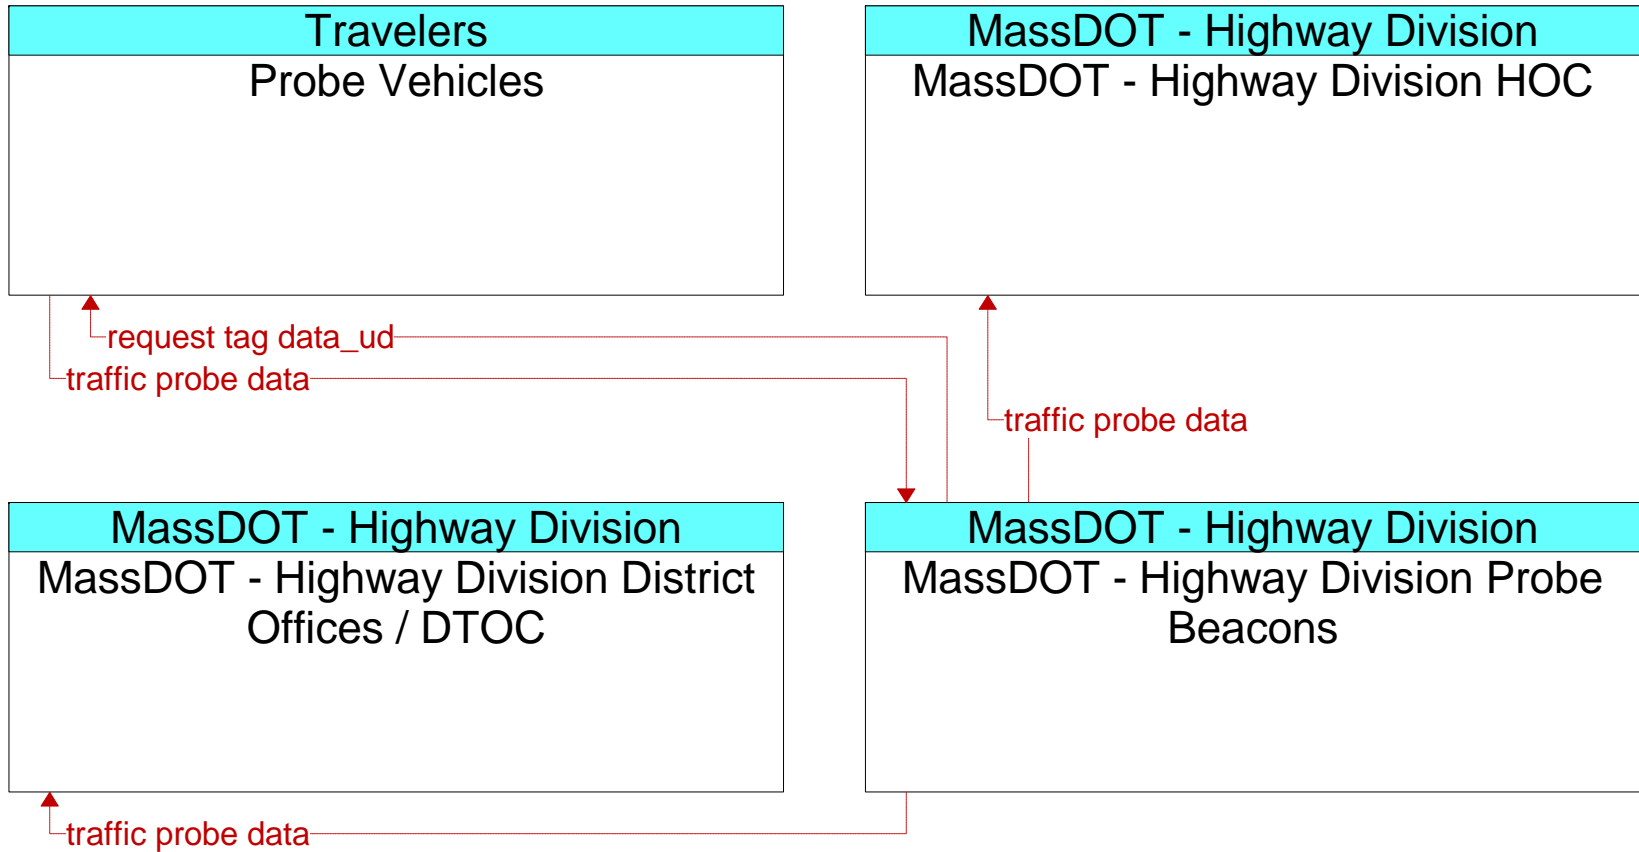 Travelers
Probe Vehicles
MassDOT - Highway Division
MassDOT - Highway Division HOC
request tag data_ud
traffic probe data
traffic probe data
MassDOT - Highway Division
MassDOT - Highway Division District
Offices / DTOC
MassDOT - Highway Division
MassDOT - Highway Division Probe
Beacons
traffic probe data